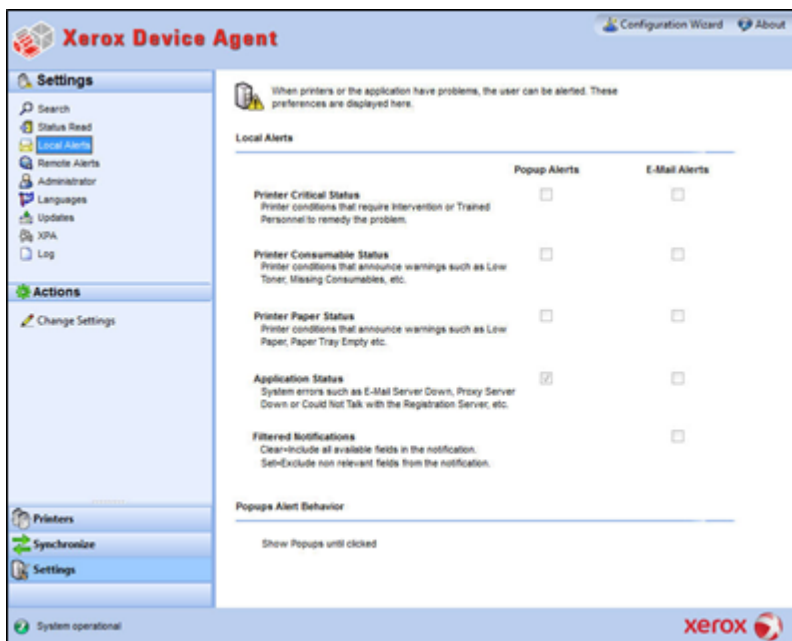 Xerox Device Agent
Configuration Wizard
About
Settings
Search
Status Read
Local Alerts
Remote Alerts
Administrator
Languages
Updates
XPA
Log
Actions
Change Settings
When printers or the application have problems, the user can be alerted. These
preferences are displayed here.
Local Alerts
Popup Alerts
E-Mail Alerts
Printer Critical Status
Printer conditions that require Intervention or Trained
Personnel to remedy the problem.
Printer Consumable Status
Printer conditions that announce warnings such as Low
Toner, Missing Consumables, etc.
Printer Paper Status
Printer conditions that announce warnings such as Low
Paper, Paper Tray Empty etc.
Application Status
System errors such as E-Mail Server Down, Proxy Server
Down or Could Not Talk with the Registration Server, etc.
Filtered Notifications
Clear=Include all available fields in the notification.
Set=Exclude non relevant fields from the notification.
Popups Alert Behavior
Show Popups until clicked
Printers
Synchronize
Settings
System operational
xerox